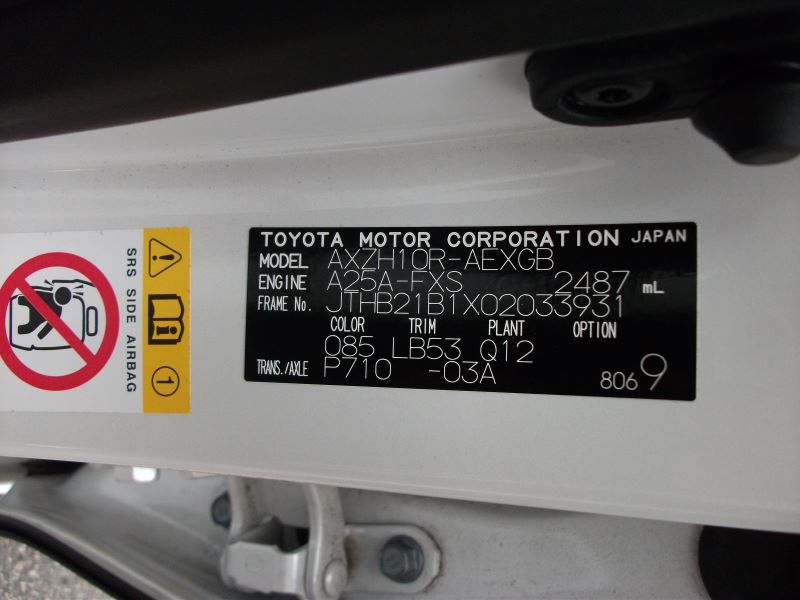 TOYOTA MOTOR CORPORATION JAPAN
MODEL AXZH10R-AEXGB
ENGINE A25A-FXS 2487 mL
FRAME No. JTHB21B1X02033931
COLOR TRIM PLANT OPTION
085 LB53 Q12
TRANS./AXLE P710 -03A
8069
SRS SIDE AIRBAG
1